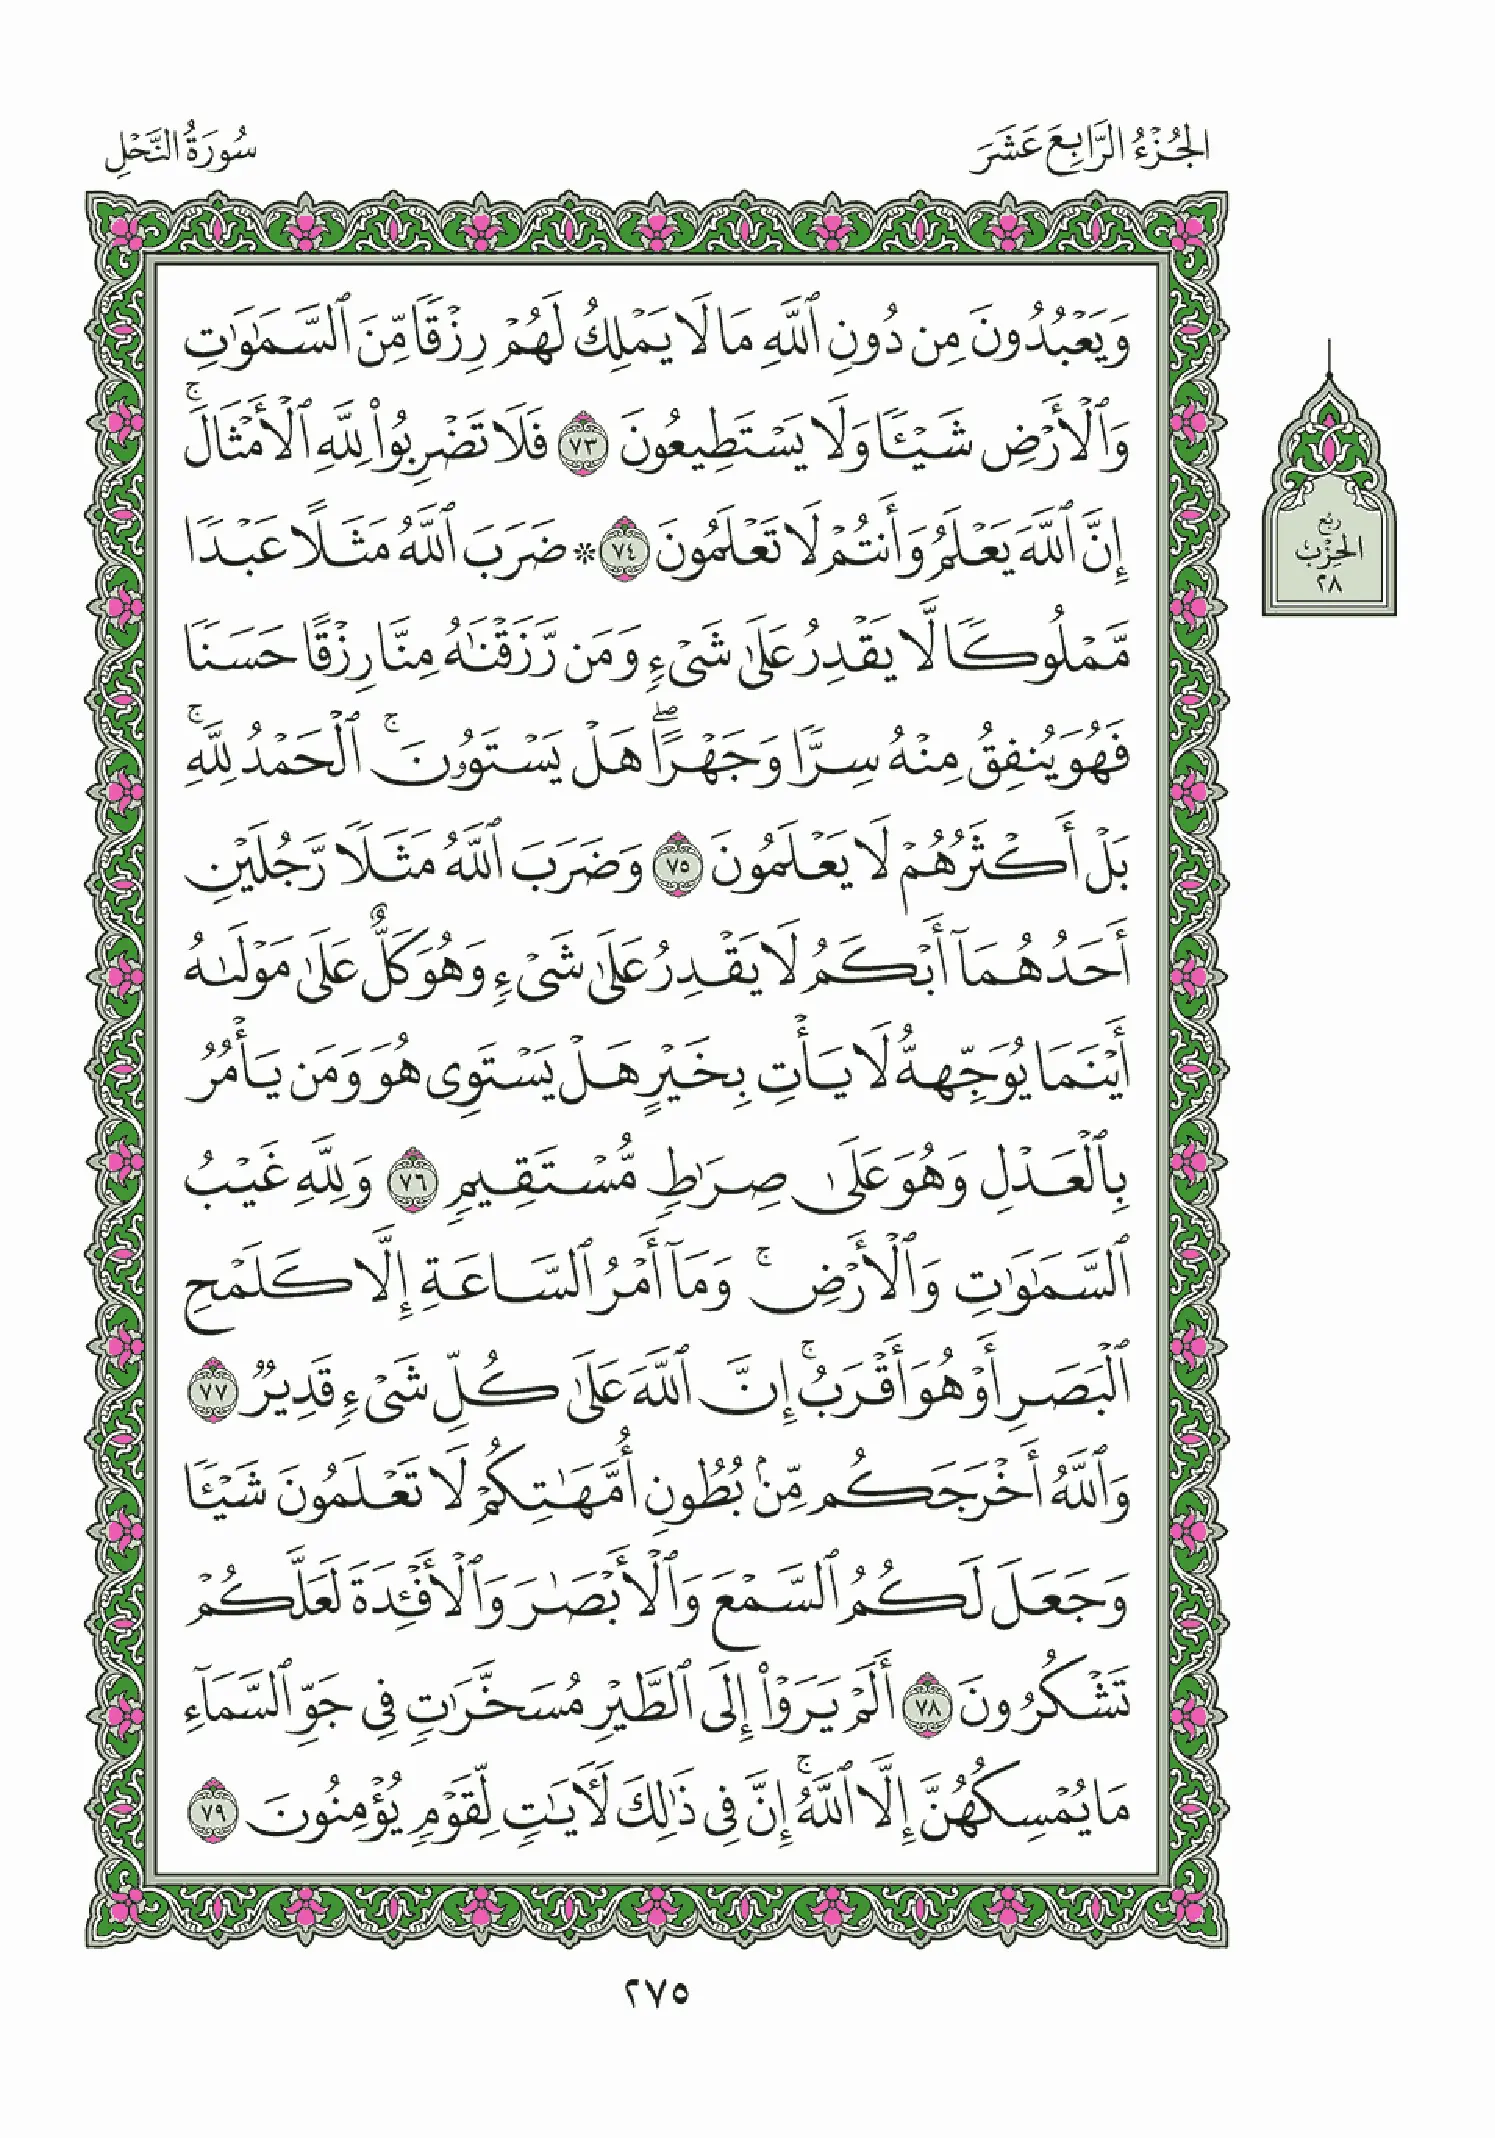 الجُزْءُ الرَّابِعَ عَشَرَ
سُورَةُ النَّحْلِ
وَيَعْبُدُونَ مِن دُونِ ٱللَّهِ مَا لَا يَمْلِكُ لَهُمْ رِزْقًا مِّنَ ٱلسَّمَٰوَٰتِ
وَٱلْأَرْضِ شَيْـًٔا وَلَا يَسْتَطِيعُونَ ٧٣ فَلَا تَضْرِبُوا۟ لِلَّهِ ٱلْأَمْثَالَ ۚ
إِنَّ ٱللَّهَ يَعْلَمُ وَأَنتُمْ لَا تَعْلَمُونَ ٧٤ ۞ ضَرَبَ ٱللَّهُ مَثَلًا عَبْدًا
مَّمْلُوكًا لَّا يَقْدِرُ عَلَىٰ شَىْءٍ وَمَن رَّزَقْنَٰهُ مِنَّا رِزْقًا حَسَنًا
فَهُوَ يُنفِقُ مِنْهُ سِرًّا وَجَهْرًا ۖ هَلْ يَسْتَوُۥنَ ۚ ٱلْحَمْدُ لِلَّهِ ۚ
بَلْ أَكْثَرُهُمْ لَا يَعْلَمُونَ ٧٥ وَضَرَبَ ٱللَّهُ مَثَلًا رَّجُلَيْنِ
أَحَدُهُمَآ أَبْكَمُ لَا يَقْدِرُ عَلَىٰ شَىْءٍ وَهُوَ كَلٌّ عَلَىٰ مَوْلَىٰهُ
أَيْنَمَا يُوَجِّههُّ لَا يَأْتِ بِخَيْرٍ هَلْ يَسْتَوِى هُوَ وَمَن يَأْمُرُ
بِٱلْعَدْلِ وَهُوَ عَلَىٰ صِرَٰطٍ مُّسْتَقِيمٍ ٧٦ وَلِلَّهِ غَيْبُ
ٱلسَّمَٰوَٰتِ وَٱلْأَرْضِ ۚ وَمَآ أَمْرُ ٱلسَّاعَةِ إِلَّا كَلَمْحِ
ٱلْبَصَرِ أَوْ هُوَ أَقْرَبُ ۚ إِنَّ ٱللَّهَ عَلَىٰ كُلِّ شَىْءٍ قَدِيرٌ ٧٧
وَٱللَّهُ أَخْرَجَكُم مِّنۢ بُطُونِ أُمَّهَٰتِكُمْ لَا تَعْلَمُونَ شَيْـًٔا
وَجَعَلَ لَكُمُ ٱلسَّمْعَ وَٱلْأَبْصَٰرَ وَٱلْأَفْـِٔدَةَ لَعَلَّكُمْ
تَشْكُرُونَ ٧٨ أَلَمْ يَرَوْا۟ إِلَى ٱلطَّيْرِ مُسَخَّرَٰتٍ فِى جَوِّ ٱلسَّمَآءِ
مَا يُمْسِكُهُنَّ إِلَّا ٱللَّهُ ۚ إِنَّ فِى ذَٰلِكَ لَـَٔايَٰتٍ لِّقَوْمٍ يُؤْمِنُونَ ٧٩
رُبْع
الحِزْب
٢٨
٢٧٥